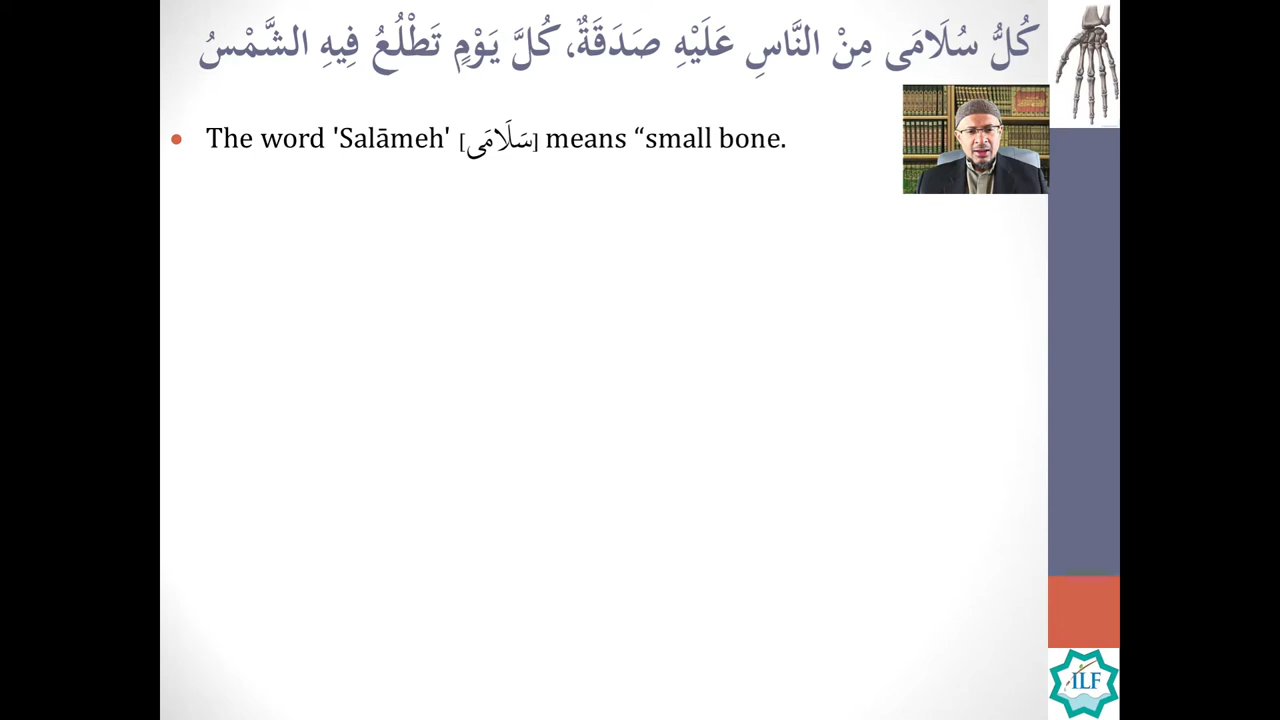 كُلُّ سُلَامَى مِنْ النَّاسِ عَلَيْهِ صَدَقَةٌ، كُلَّ يَوْمٍ تَطْلُعُ فِيهِ الشَّمْسُ
• The word 'Salāmeh' [سَلَامَى] means “small bone.
ILF